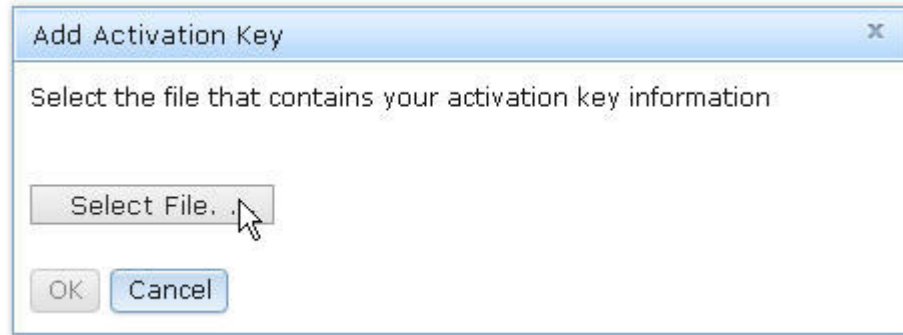 Add Activation Key
x
Select the file that contains your activation key information
Select File. .
OK
Cancel